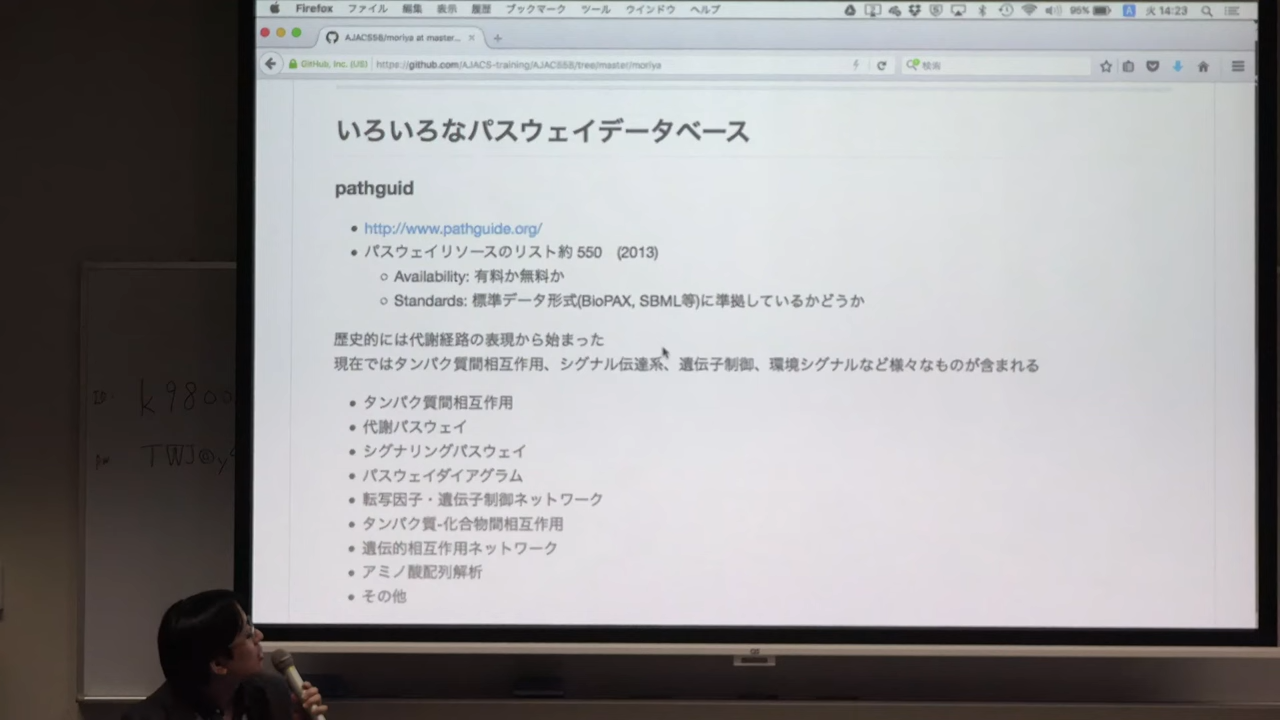 Firefox ファイル 編集 表示 履歴 ブックマーク ツール ウインドウ ヘルプ 95% A 火 14:23
AJACS58/moriya at master...
GitHub, Inc. (US) https://github.com/AJACS-training/AJACS58/tree/master/moriya 検索
いろいろなパスウェイデータベース
pathguid
http://www.pathguide.org/
パスウェイリソースのリスト約 550 (2013)
Availability: 有料か無料か
Standards: 標準データ形式(BioPAX, SBML等)に準拠しているかどうか
歴史的には代謝経路の表現から始まった
現在ではタンパク質間相互作用、シグナル伝達系、遺伝子制御、環境シグナルなど様々なものが含まれる
タンパク質間相互作用
代謝パスウェイ
シグナリングパスウェイ
パスウェイダイアグラム
転写因子・遺伝子制御ネットワーク
タンパク質-化合物間相互作用
遺伝的相互作用ネットワーク
アミノ酸配列解析
その他
ID: k9800